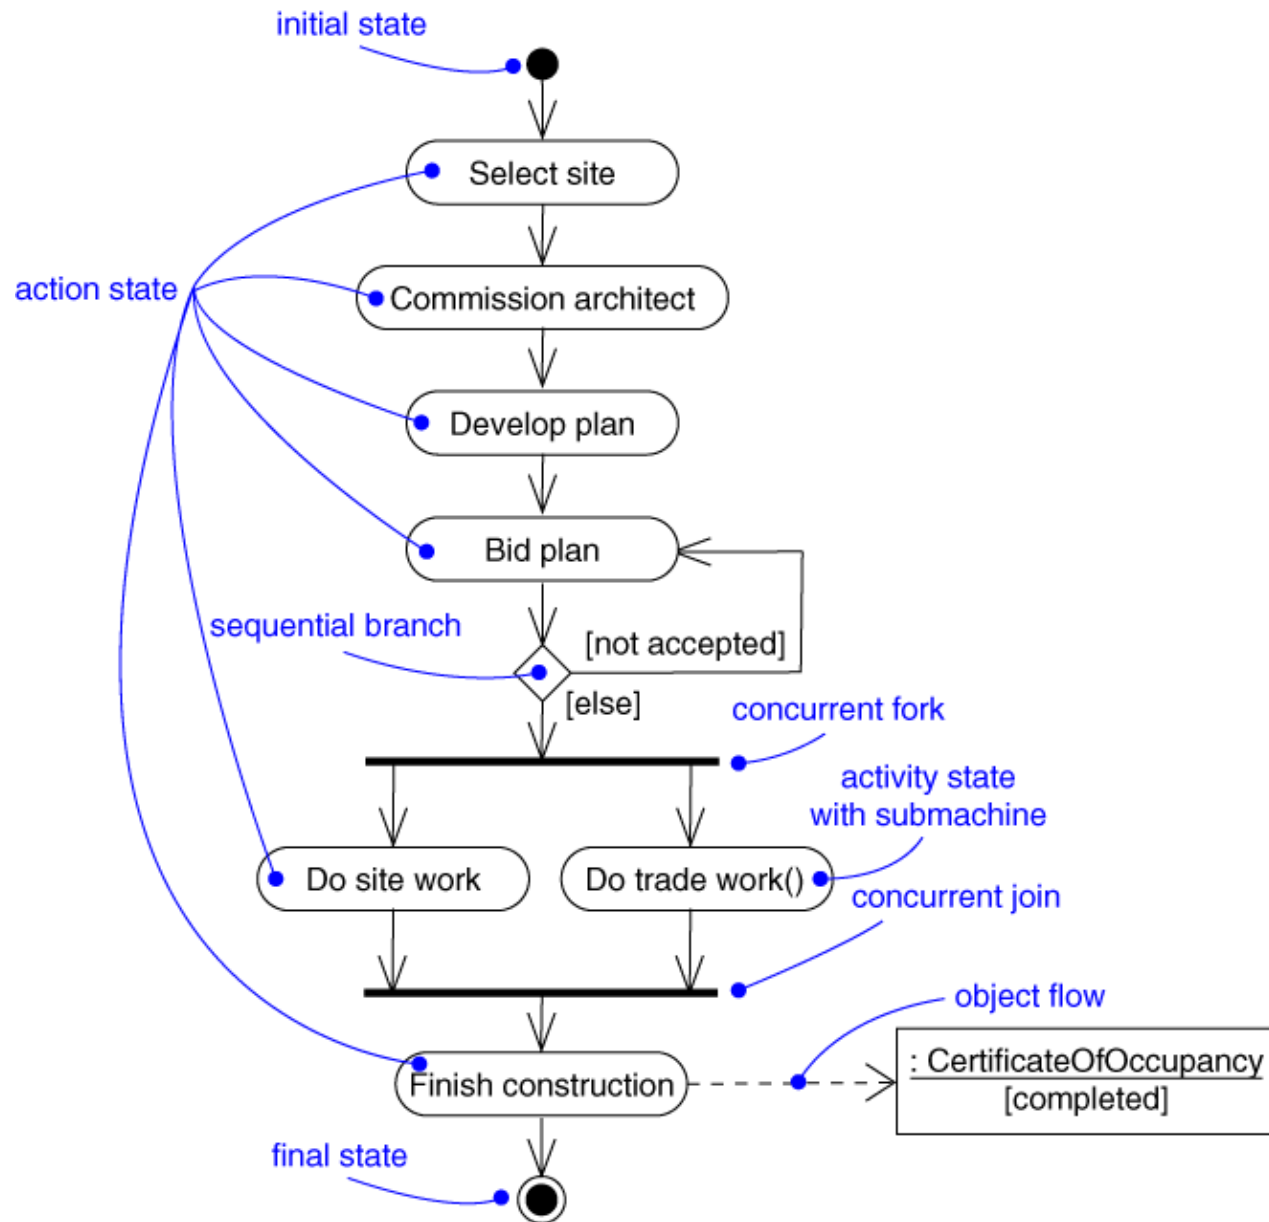 initial state
Select site
action state
Commission architect
Develop plan
Bid plan
sequential branch
[not accepted]
[else]
concurrent fork
activity state
with submachine
Do site work
Do trade work()
concurrent join
object flow
: CertificateOfOccupancy
[completed]
Finish construction
final state